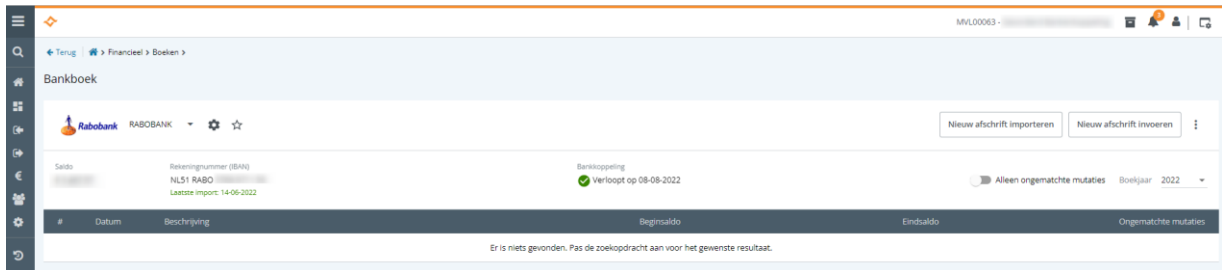 MVL00063 -
3
Terug > Financieel > Boeken >
Bankboek
Rabobank RABOBANK Nieuw afschrift importeren Nieuw afschrift invoeren
Saldo Rekeningnummer (IBAN) Bankkoppeling
NL51 RABO Verloopt op 08-08-2022 Alleen ongematchte mutaties Boekjaar 2022
Laatste import: 14-06-2022
# Datum Beschrijving Beginsaldo Eindsaldo Ongematchte mutaties
Er is niets gevonden. Pas de zoekopdracht aan voor het gewenste resultaat.